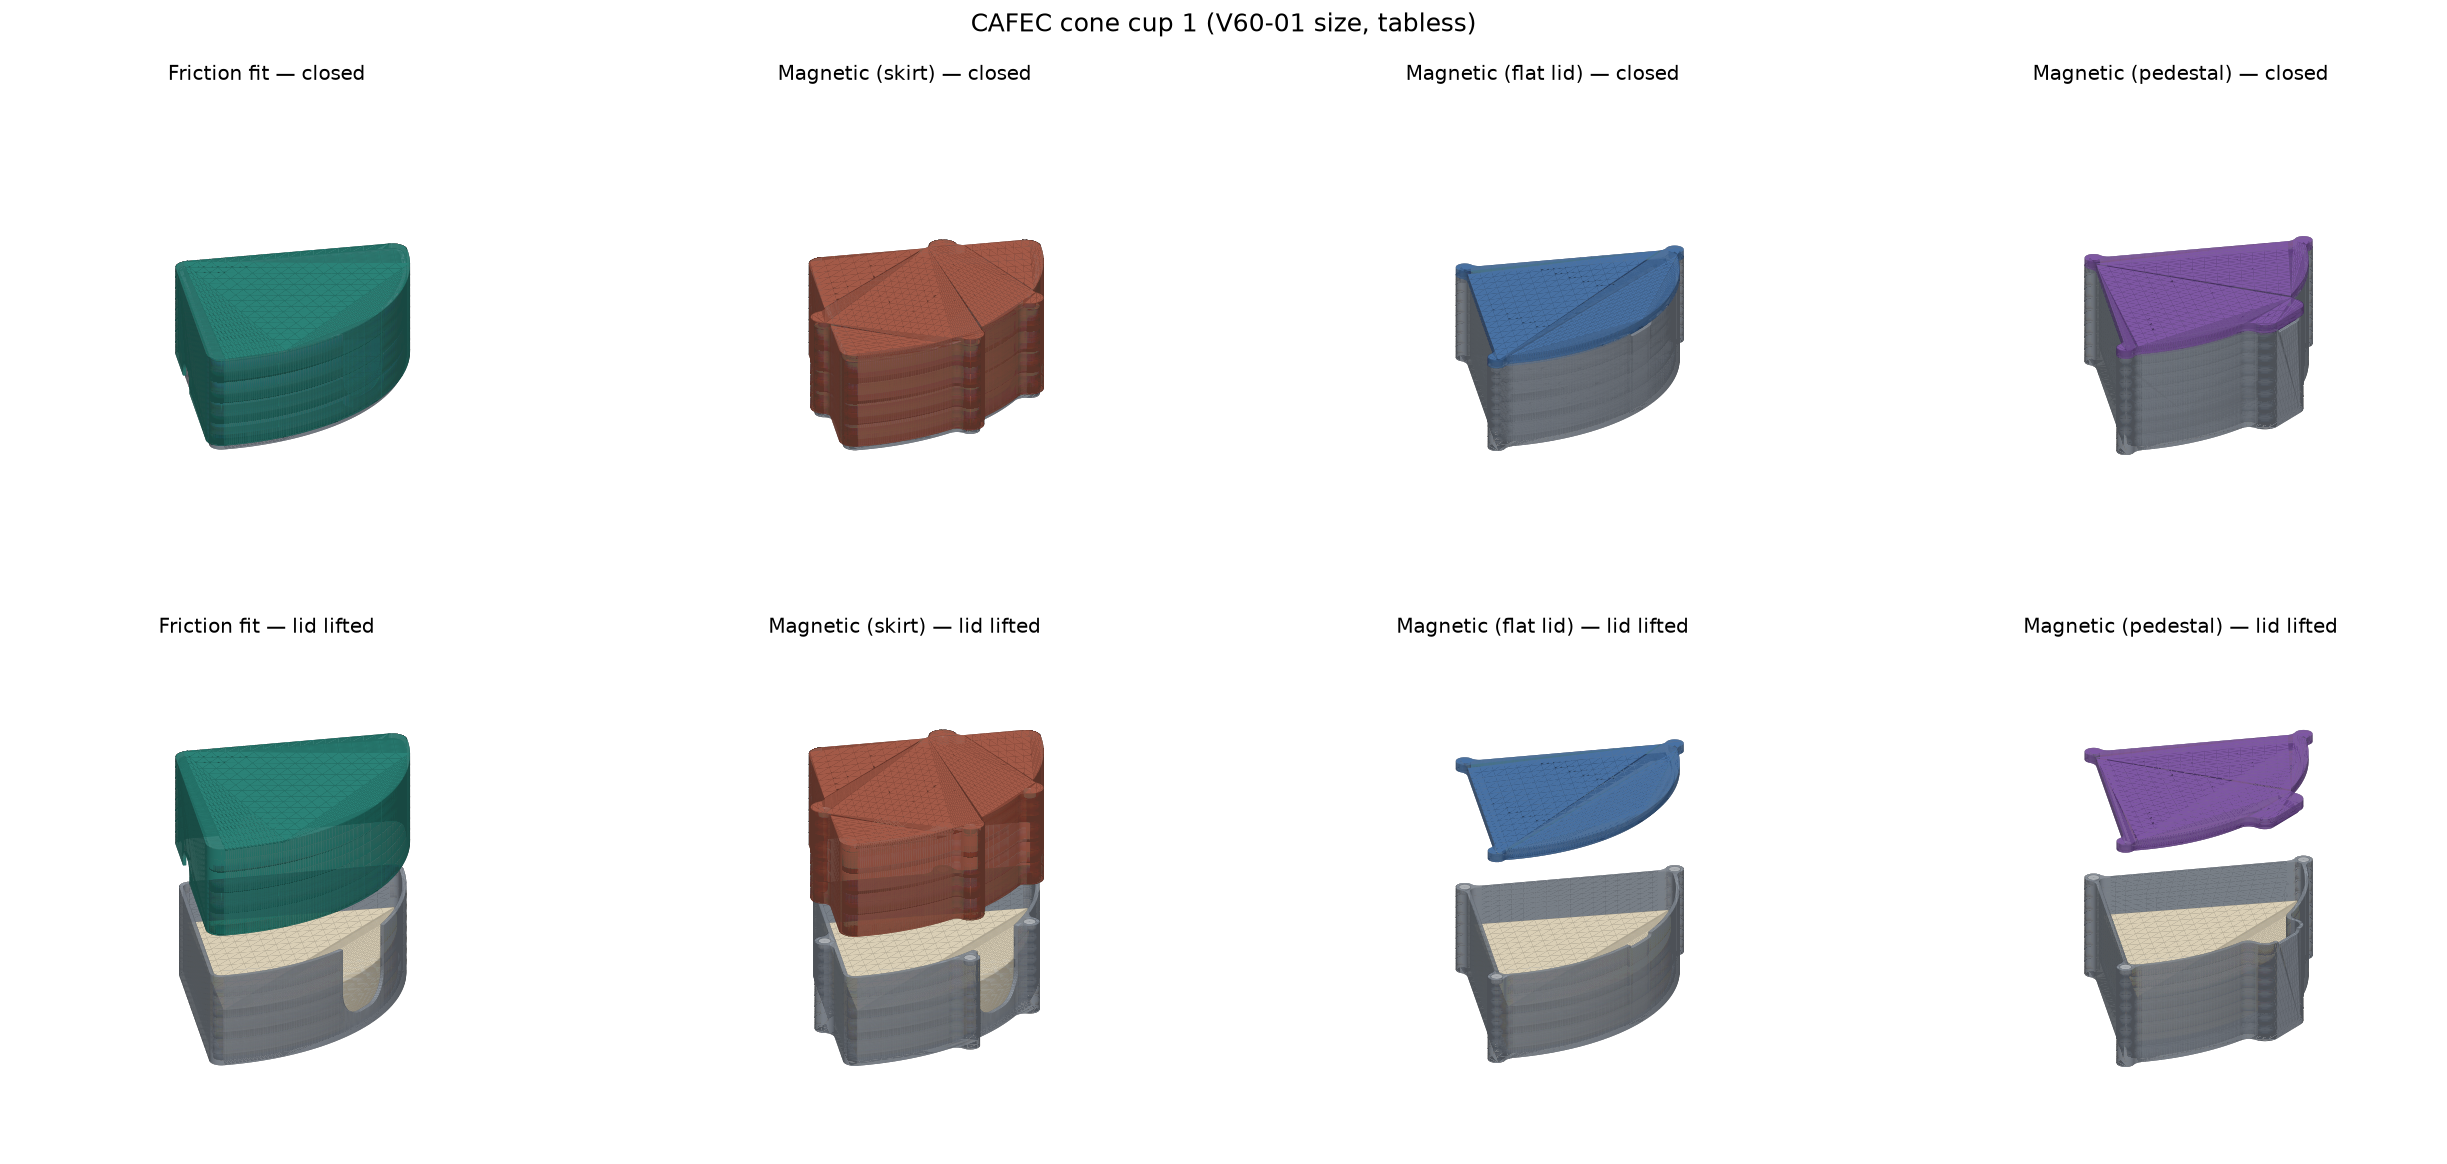 CAFEC cone cup 1 (V60-01 size, tabless)
Friction fit — closed
Magnetic (skirt) — closed
Magnetic (flat lid) — closed
Magnetic (pedestal) — closed
Friction fit — lid lifted
Magnetic (skirt) — lid lifted
Magnetic (flat lid) — lid lifted
Magnetic (pedestal) — lid lifted